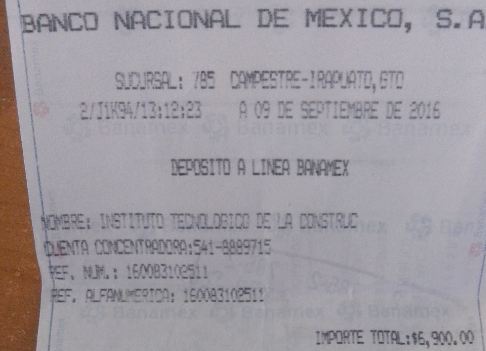 BANCO NACIONAL DE MEXICO, S.A
SUCURSAL: 785 CAMPESTRE-IRAPUATO,GTO
2/J1K94/13:12:23 A 09 DE SEPTIEMBRE DE 2016
DEPOSITO A LINEA BANAMEX
NOMBRE: INSTITUTO TECNOLOGICO DE LA CONSTRUC
CUENTA CONCENTRADORA:541-8889715
REF. NUM.: 160083102511
REF. ALFANUMERICA: 160083102511
IMPORTE TOTAL:$6,900.00